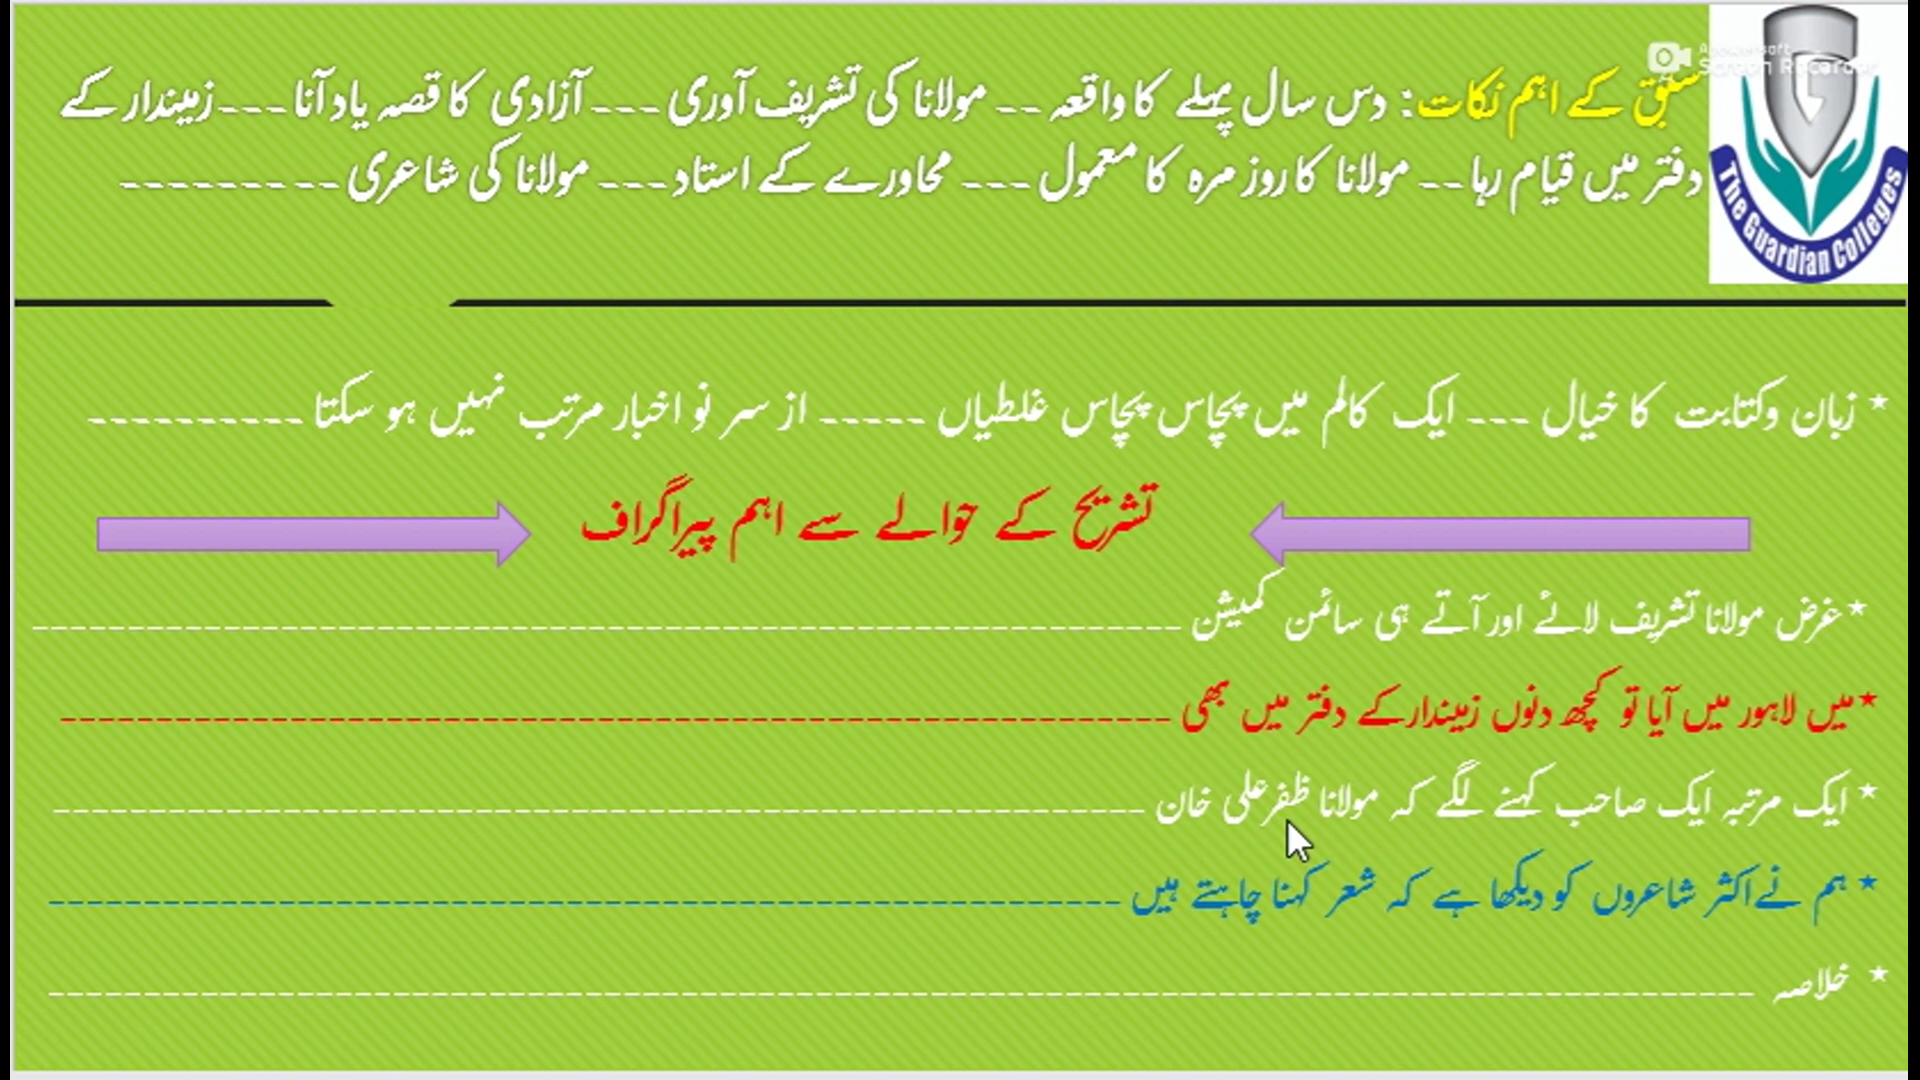 سبق کے اہم نکات: دس سال پہلے کا واقعہ -- مولانا کی تشریف آوری --- آزادی کا قصہ یاد آنا --- زمیندار کے
دفتر میں قیام رہا -- مولانا کا روز مرہ کا معمول --- محاورے کے استاد --- مولانا کی شاعری ---------
* زبان وکتابت کا خیال --- ایک کالم میں پچاس پچاس غلطیاں ----- از سر نو اخبار مرتب نہیں ہو سکتا ----------
تشریح کے حوالے سے اہم پیراگراف
*غرض مولانا تشریف لائے اور آتے ہی سائمن کمیشن ------------------------------------------------------------
*میں لاہور میں آیا تو کچھ دنوں زمیندار کے دفتر میں بھی ----------------------------------------------------------
* ایک مرتبہ ایک صاحب کہنے لگے کہ مولانا ظفر علی خان ---------------------------------------------------------
* ہم نے اکثر شاعروں کو دیکھا ہے کہ شعر کہنا چاہتے ہیں --------------------------------------------------------
* خلاصہ ------------------------------------------------------------------------------------------
Apowersoft
Screen Recorder
The Guardian Colleges